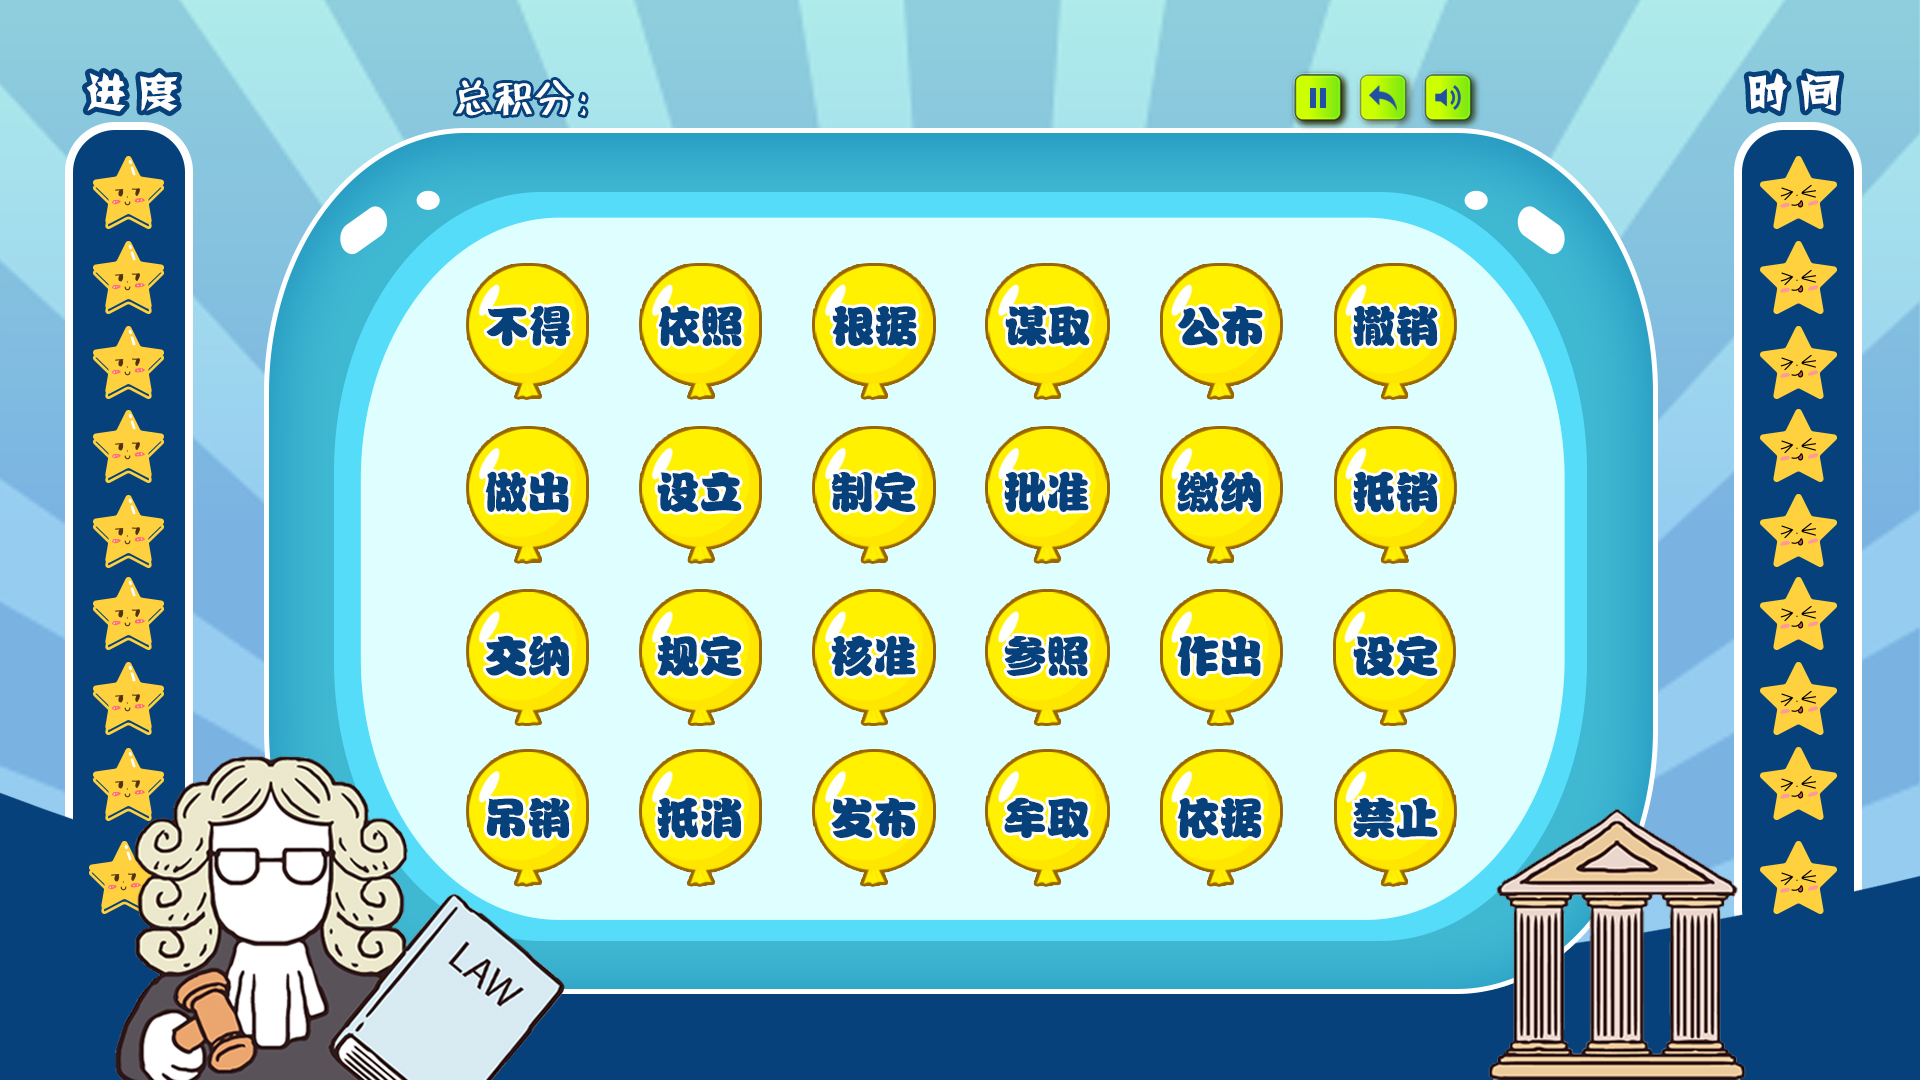 进度
总积分：
时间
不得 依照 根据 谋取 公布 撤销
做出 设立 制定 批准 缴纳 抵销
交纳 规定 核准 参照 作出 设定
吊销 抵消 发布 牟取 依据 禁止
LAW